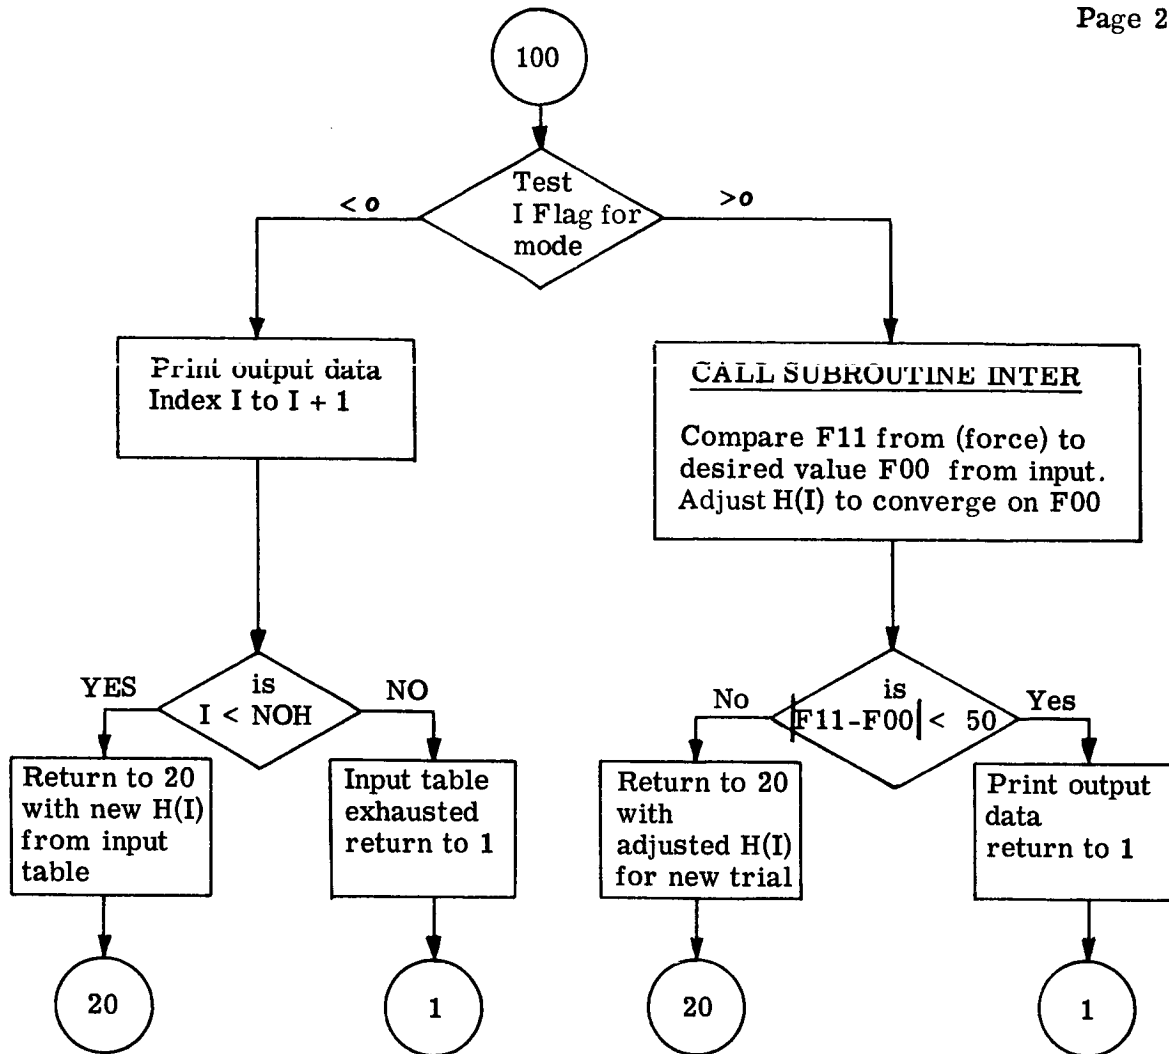 Page 2
100
Test
I Flag for
mode
< o
>o
Print output data
Index I to I + 1
CALL SUBROUTINE INTER
Compare F11 from (force) to
desired value F00 from input.
Adjust H(I) to converge on F00
is
I < NOH
YES
NO
is
|F11-F00| < 50
No
Yes
Return to 20
with new H(I)
from input
table
Input table
exhausted
return to 1
Return to 20
with
adjusted H(I)
for new trial
Print output
data
return to 1
20
1
20
1